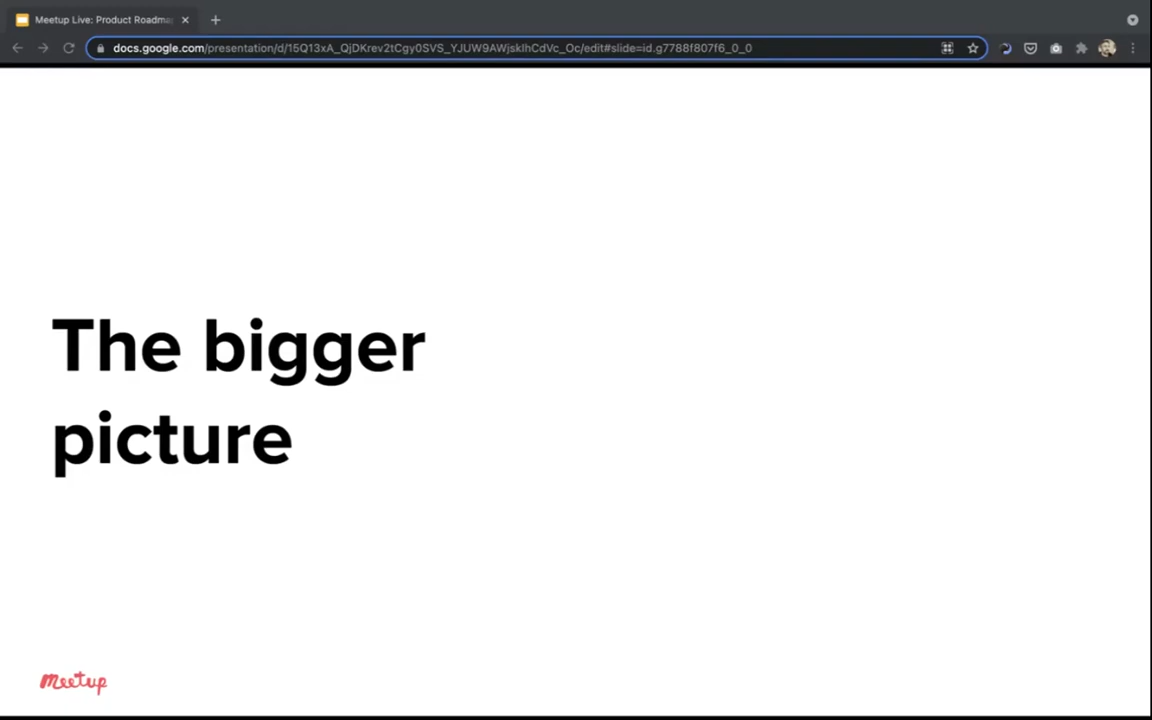 Meetup Live: Product Roadma
docs.google.com/presentation/d/15Q13xA_QjDKrev2tCgy0SVS_YJUW9AWjsklhCdVc_Oc/edit#slide=id.g7788f807f6_0_0
The bigger
picture
meetup